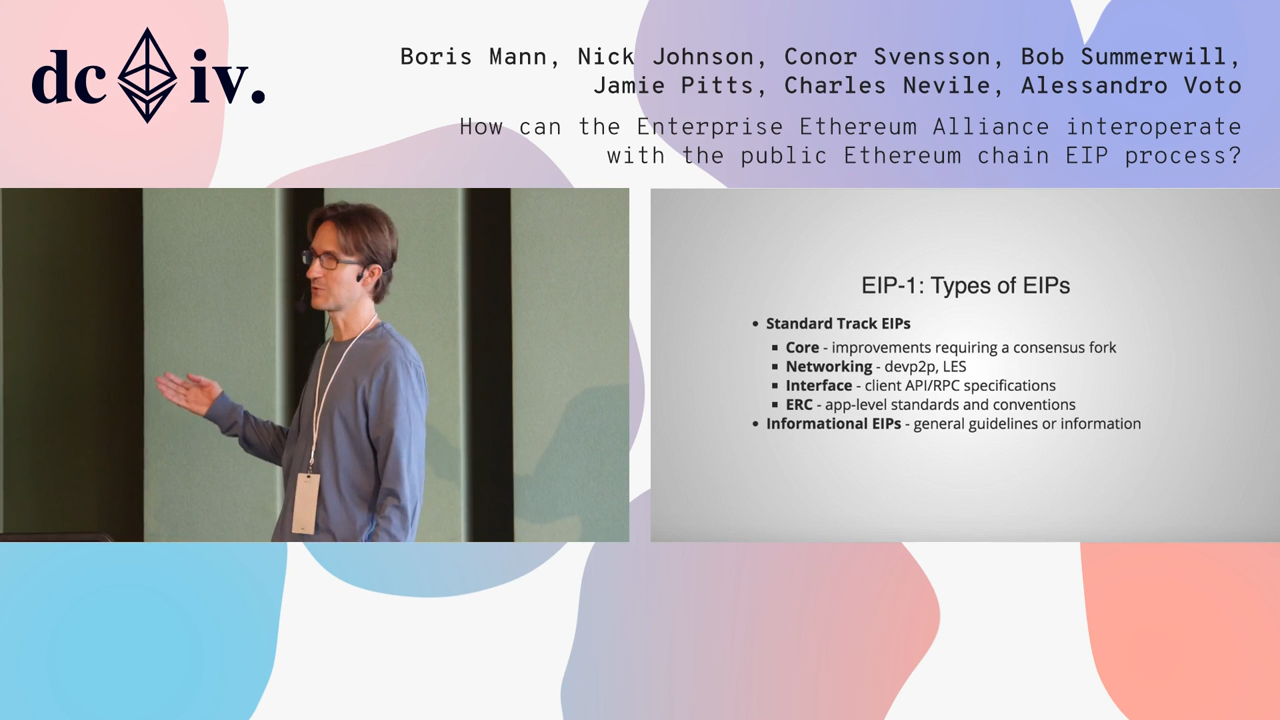 dc iv.
Boris Mann, Nick Johnson, Conor Svensson, Bob Summerwill,
Jamie Pitts, Charles Nevile, Alessandro Voto
How can the Enterprise Ethereum Alliance interoperate
with the public Ethereum chain EIP process?
EIP-1: Types of EIPs
• Standard Track EIPs
▪ Core - improvements requiring a consensus fork
▪ Networking - devp2p, LES
▪ Interface - client API/RPC specifications
▪ ERC - app-level standards and conventions
• Informational EIPs - general guidelines or information